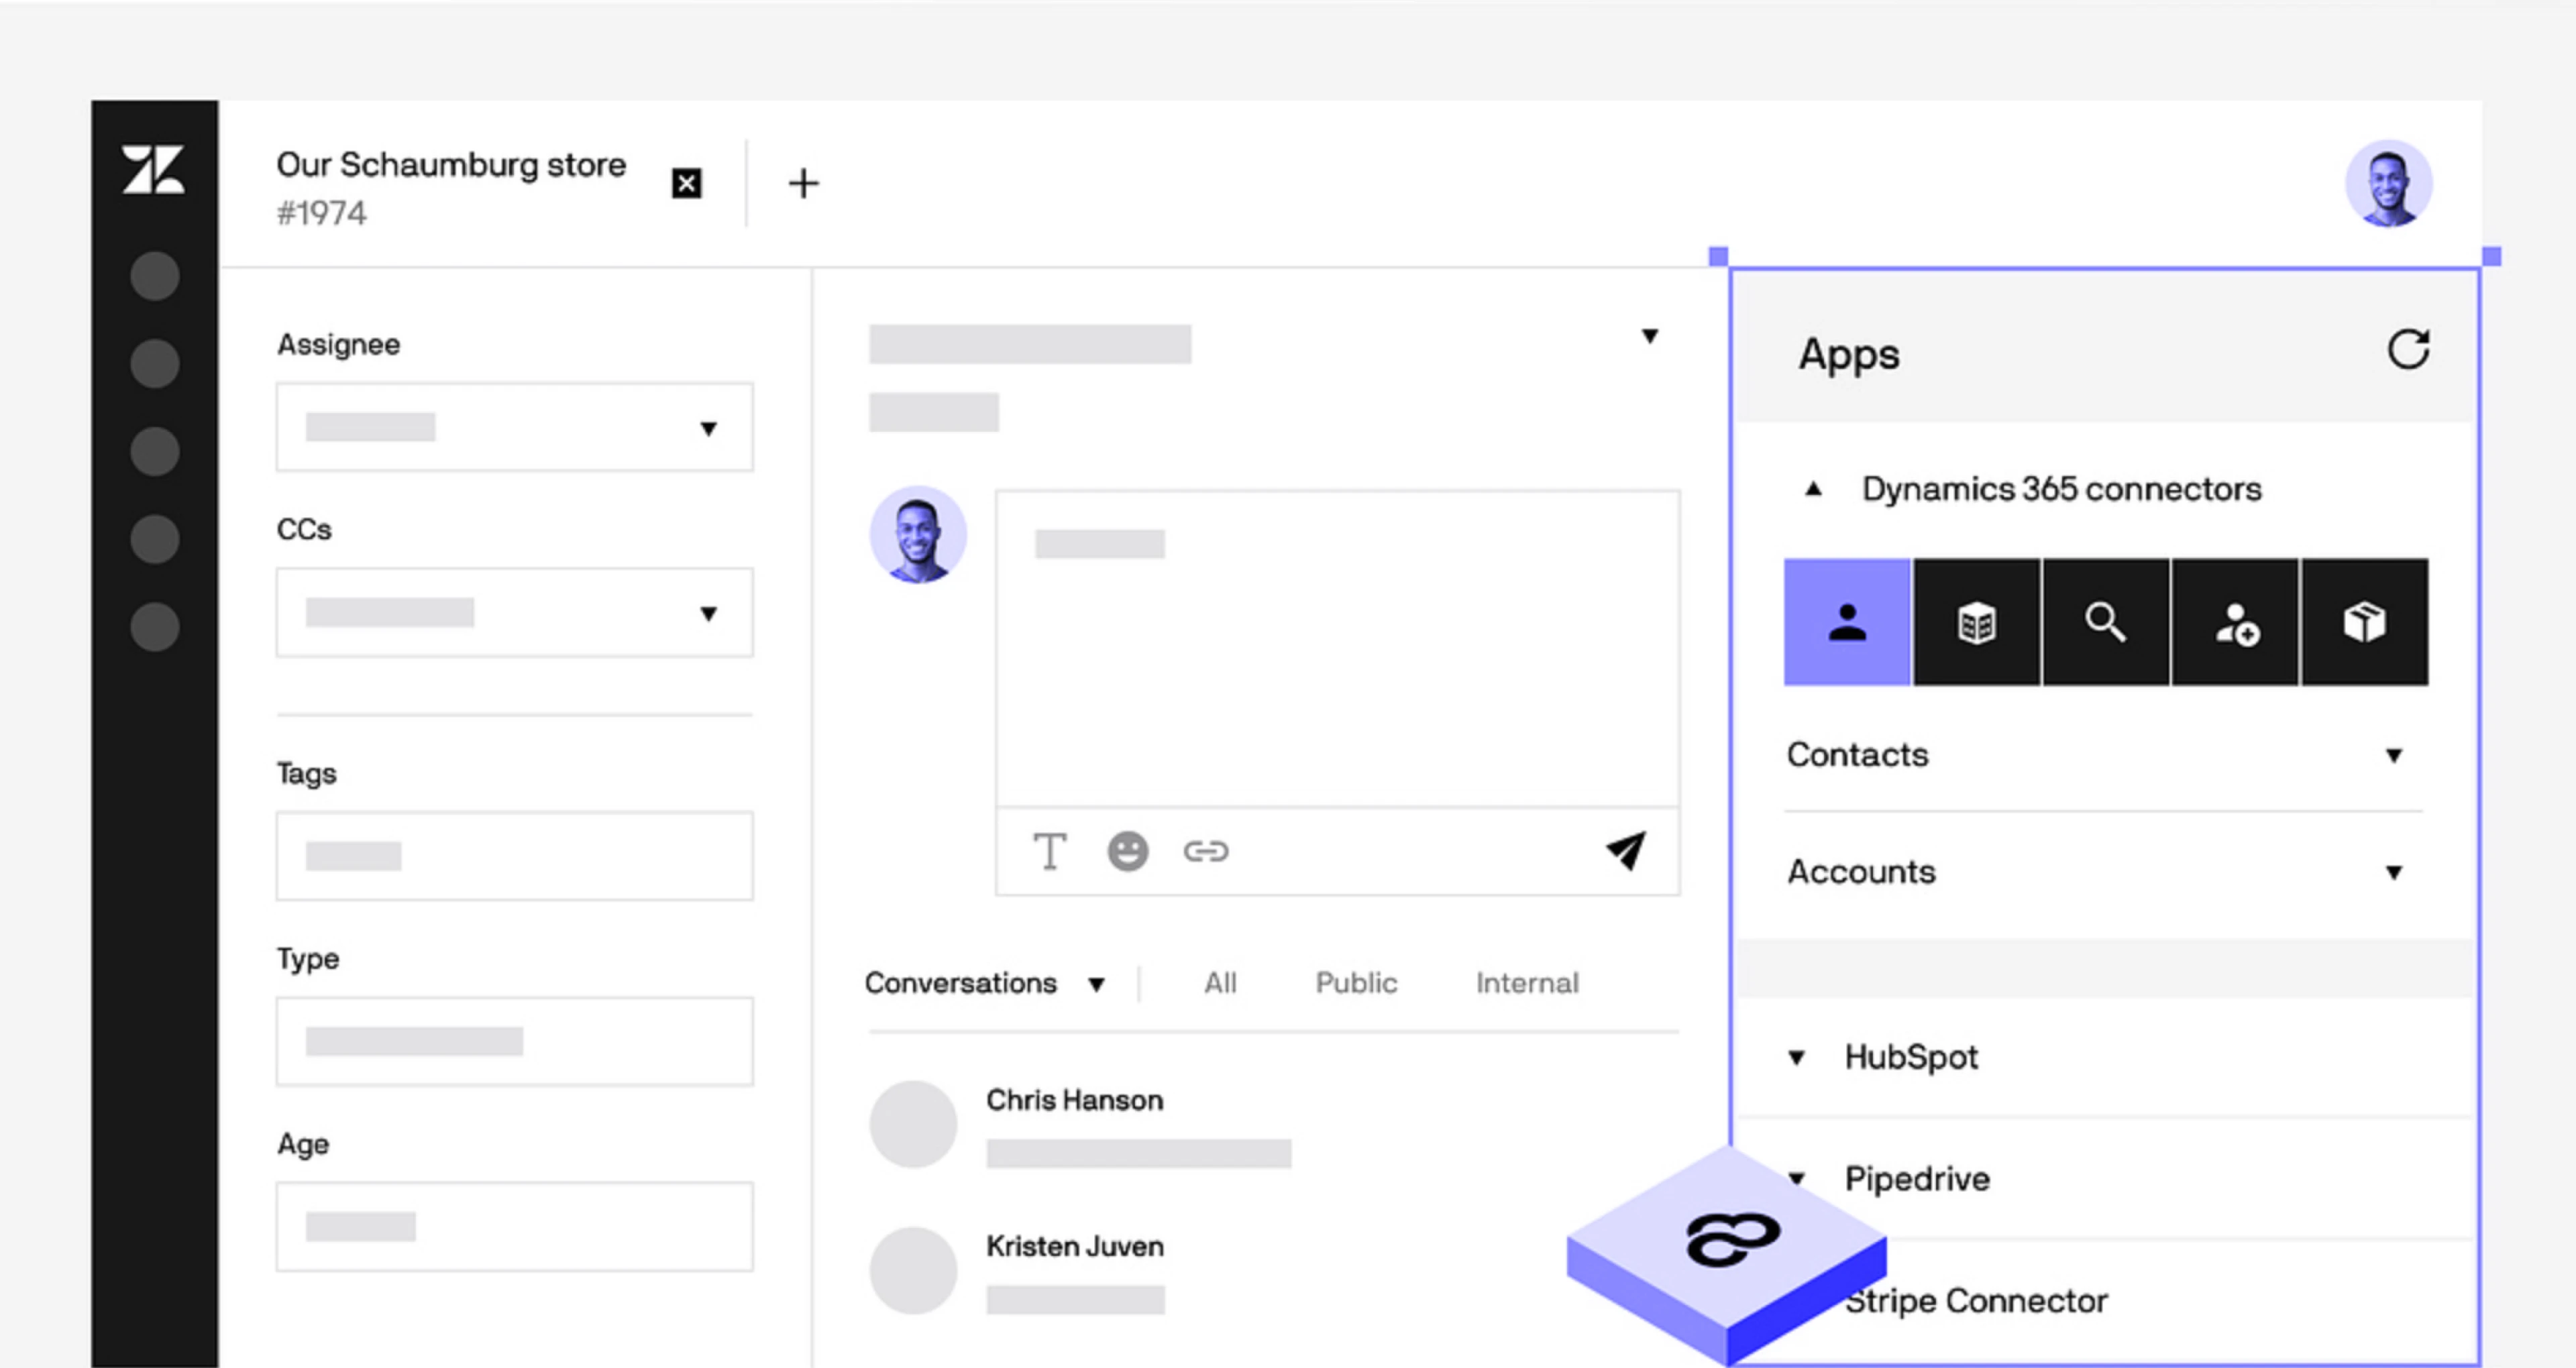 Our Schaumburg store
#1974
Assignee
CCs
Tags
Type
Age
Conversations
All
Public
Internal
Chris Hanson
Kristen Juven
Apps
Dynamics 365 connectors
Contacts
Accounts
HubSpot
Pipedrive
Stripe Connector